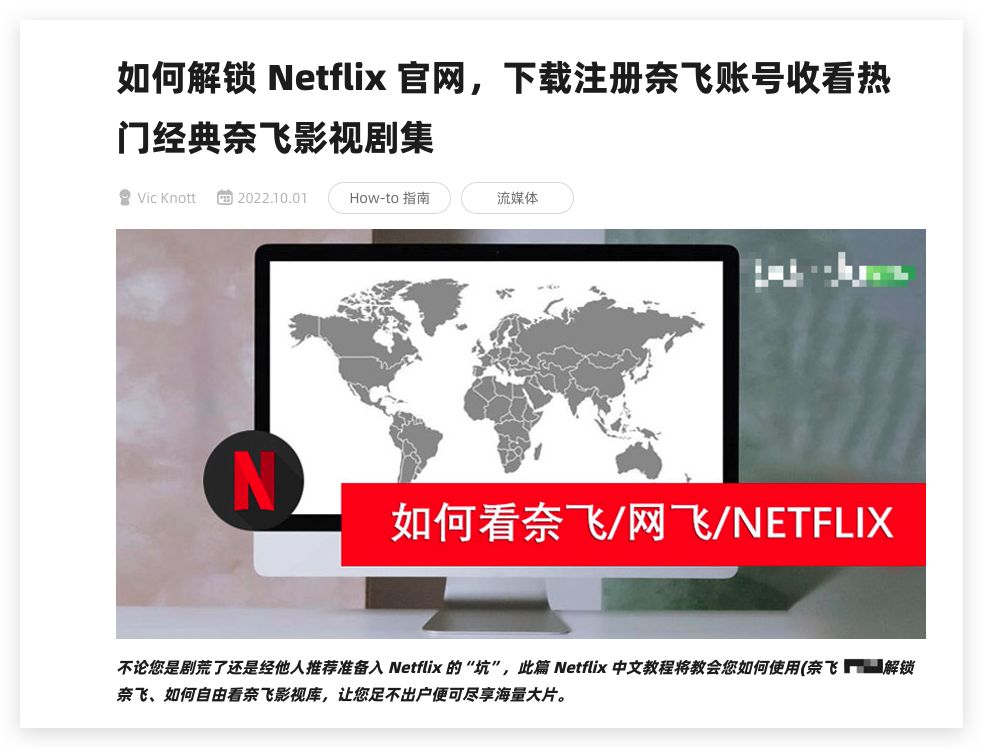 如何解锁 Netflix 官网，下载注册奈飞账号收看热
门经典奈飞影视剧集
Vic Knott 2022.10.01 How-to 指南 流媒体
N
如何看奈飞/网飞/NETFLIX
不论您是剧荒了还是经他人推荐准备入 Netflix 的“坑”，此篇 Netflix 中文教程将教会您如何使用(奈飞 解锁
奈飞、如何自由看奈飞影视库，让您足不出户便可尽享海量大片。